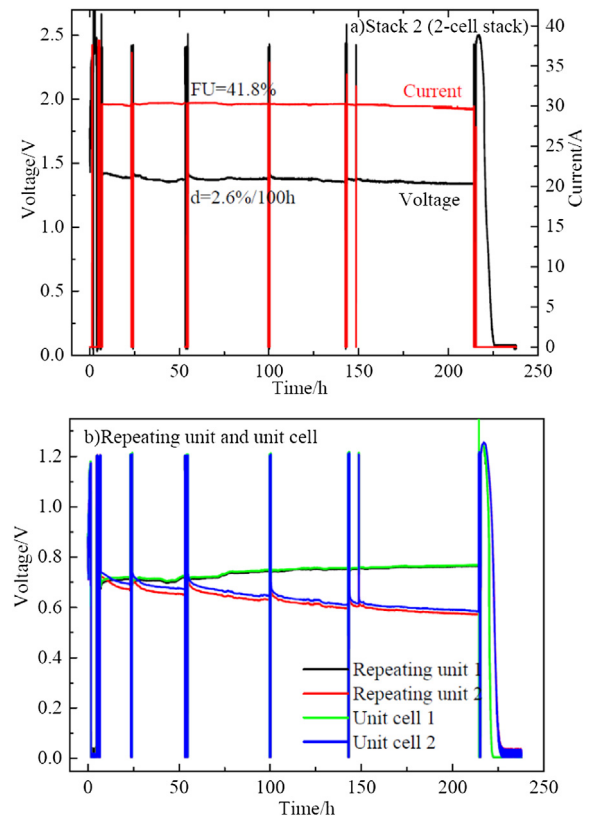 a)Stack 2 (2-cell stack)
Voltage/V
2.5
2.0
1.5
1.0
0.5
0.0
FU=41.8%
Current
d=2.6%/100h
Voltage
40
35
30
25
20
15
10
5
0
Current/A
0 50 100 150 200 250
Time/h
b)Repeating unit and unit cell
Voltage/V
1.2
1.0
0.8
0.6
0.4
0.2
0.0
Repeating unit 1
Repeating unit 2
Unit cell 1
Unit cell 2
0 50 100 150 200 250
Time/h